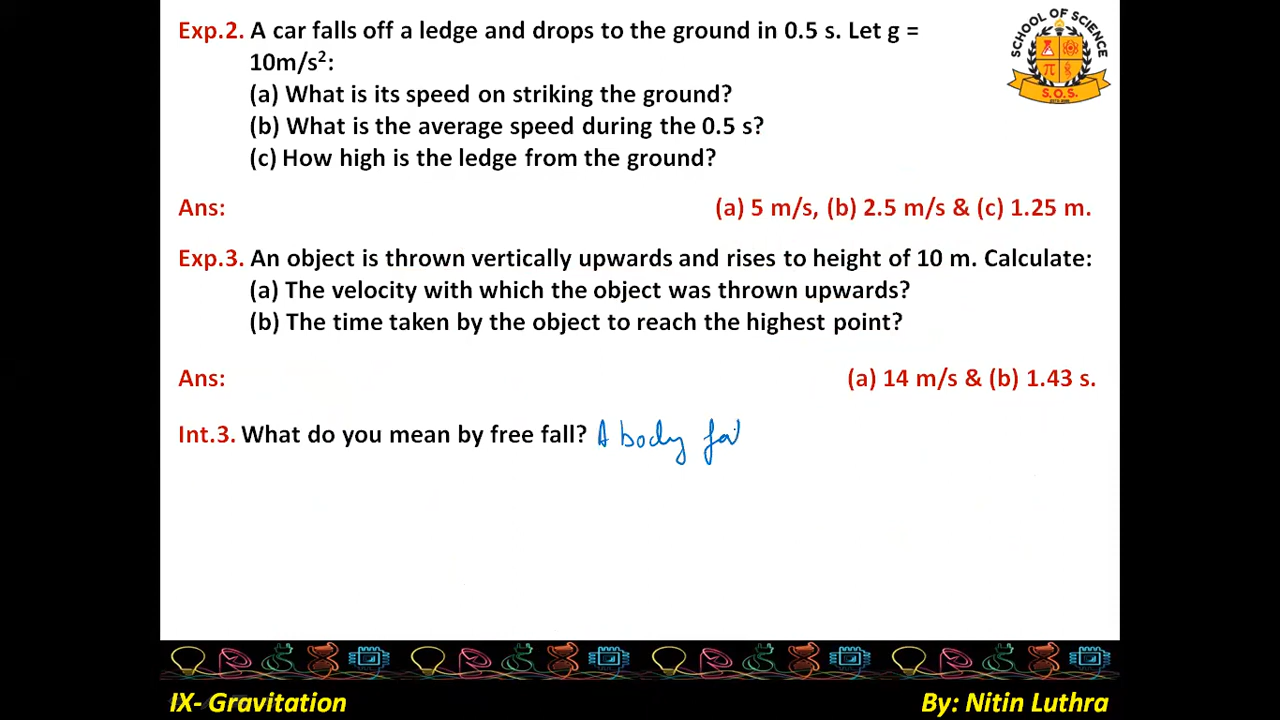 Exp.2. A car falls off a ledge and drops to the ground in 0.5 s. Let g =
10m/s²:
(a) What is its speed on striking the ground?
(b) What is the average speed during the 0.5 s?
(c) How high is the ledge from the ground?
SCHOOL OF SCIENCE
S.O.S.
Ans: (a) 5 m/s, (b) 2.5 m/s & (c) 1.25 m.
Exp.3. An object is thrown vertically upwards and rises to height of 10 m. Calculate:
(a) The velocity with which the object was thrown upwards?
(b) The time taken by the object to reach the highest point?
Ans: (a) 14 m/s & (b) 1.43 s.
Int.3. What do you mean by free fall? A body fa
IX- Gravitation
By: Nitin Luthra